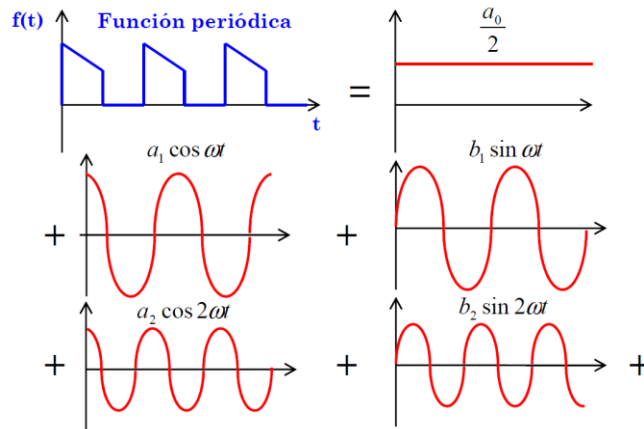 f(t) Función periódica
t
=
a₀/2
+ a₁ cos ωt
+ b₁ sin ωt
+ a₂ cos 2ωt
+ b₂ sin 2ωt +